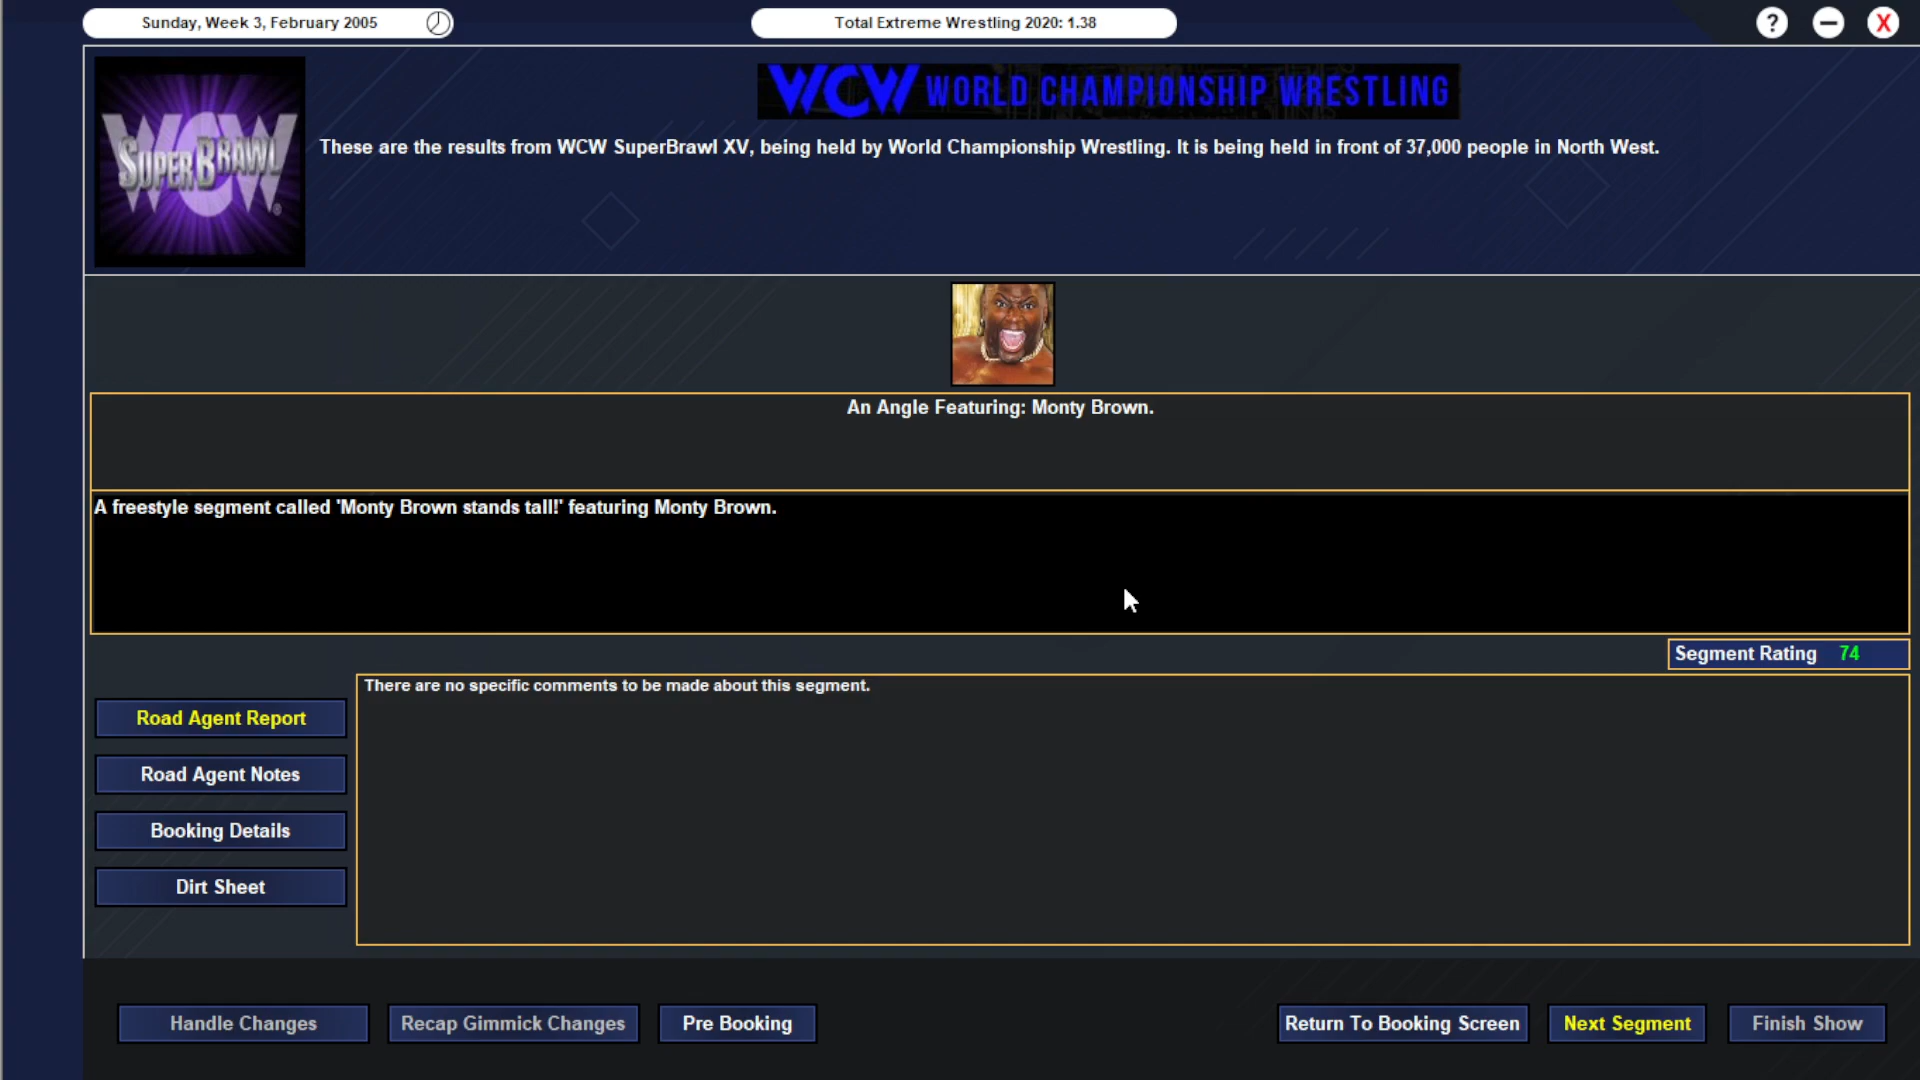 Sunday, Week 3, February 2005
Total Extreme Wrestling 2020: 1.38
?
X
WCW WORLD CHAMPIONSHIP WRESTLING
WCW
SUPERBRAWL
®
These are the results from WCW SuperBrawl XV, being held by World Championship Wrestling. It is being held in front of 37,000 people in North West.
An Angle Featuring: Monty Brown.
A freestyle segment called 'Monty Brown stands tall!' featuring Monty Brown.
Segment Rating 74
There are no specific comments to be made about this segment.
Road Agent Report
Road Agent Notes
Booking Details
Dirt Sheet
Handle Changes
Recap Gimmick Changes
Pre Booking
Return To Booking Screen
Next Segment
Finish Show